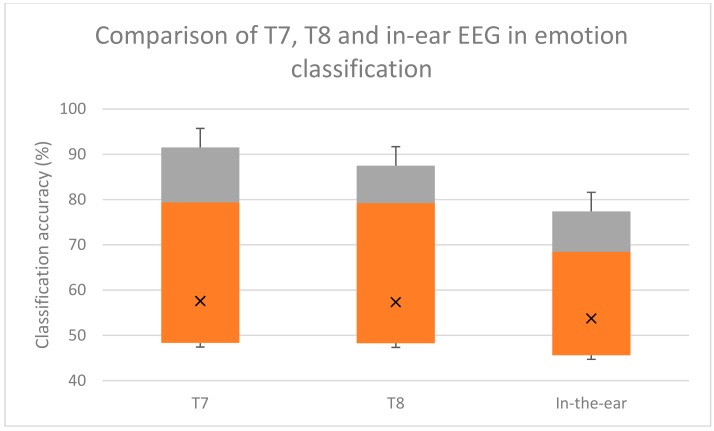 Comparison of T7, T8 and in-ear EEG in emotion
classification
Classification accuracy (%)
100
90
80
70
60
50
40
T7 T8 In-the-ear